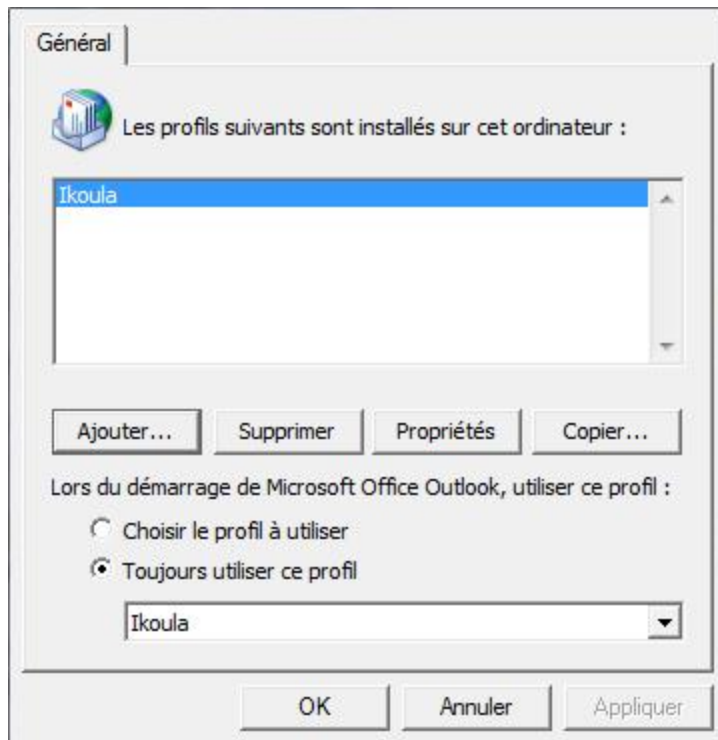 Général
Les profils suivants sont installés sur cet ordinateur :
Ikoula
Ajouter... Supprimer Propriétés Copier...
Lors du démarrage de Microsoft Office Outlook, utiliser ce profil :
Choisir le profil à utiliser
Toujours utiliser ce profil
Ikoula
OK Annuler Appliquer